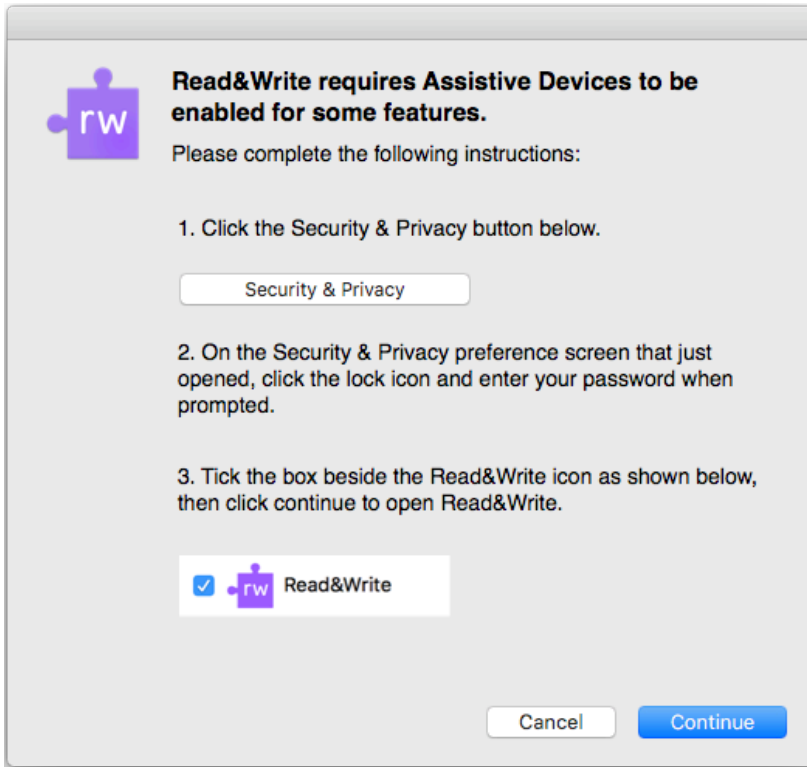 rw
Read&Write requires Assistive Devices to be
enabled for some features.
Please complete the following instructions:
1. Click the Security & Privacy button below.
Security & Privacy
2. On the Security & Privacy preference screen that just
opened, click the lock icon and enter your password when
prompted.
3. Tick the box beside the Read&Write icon as shown below,
then click continue to open Read&Write.
rw Read&Write
Cancel Continue